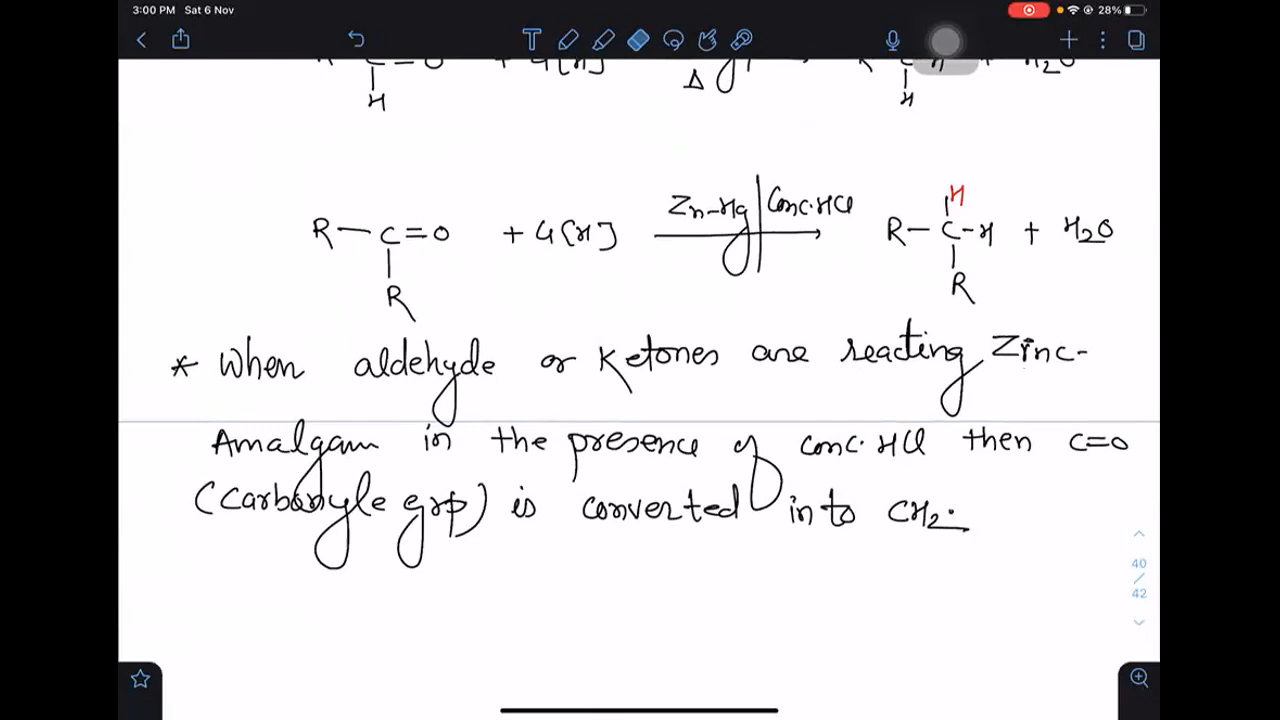 3:00 PM Sat 6 Nov
28%
T
H
Δ
H
Zn-Hg | Conc. HCl
H
R-C=O + 4[H] R-C-H + H2O
R
R
* When aldehyde or Ketones are reacting Zinc-
Amalgam in the presence of conc. HCl then C=O
(Carbonyle grp) is converted into CH2.
40
/
42